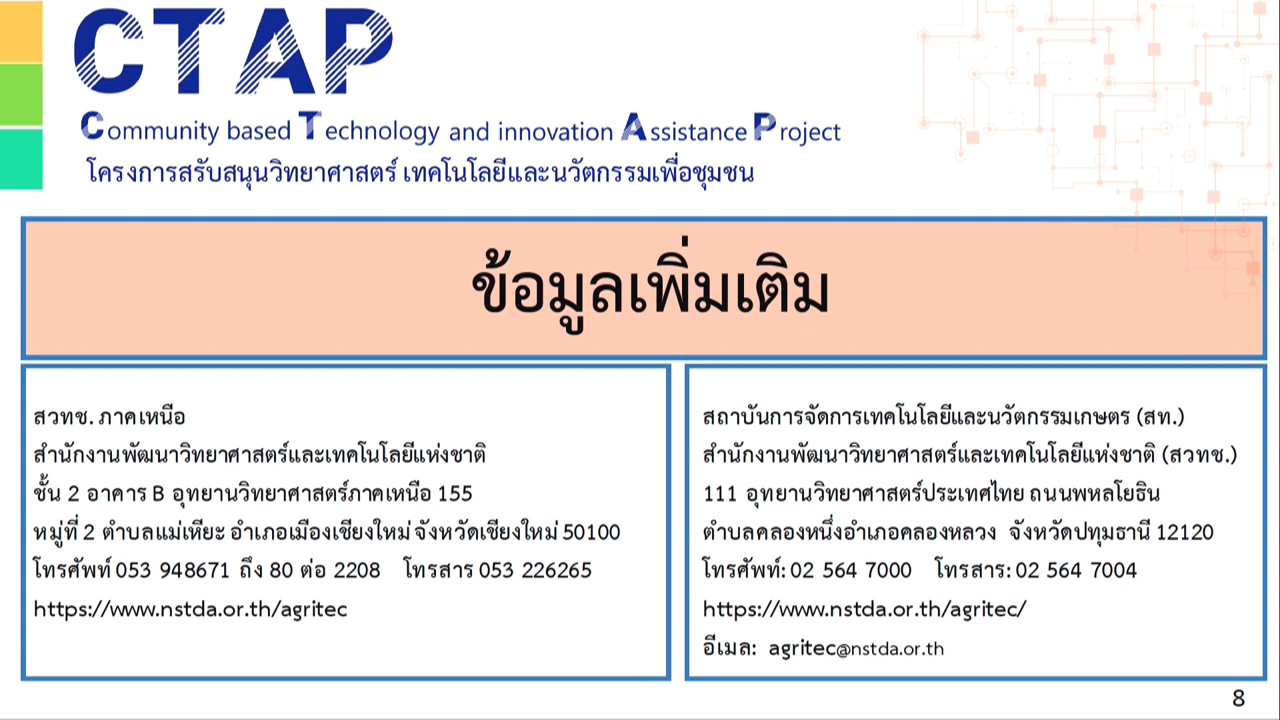 CTAP
Community based Technology and innovation Assistance Project
โครงการสรับสนุนวิทยาศาสตร์ เทคโนโลยีและนวัตกรรมเพื่อชุมชน
ข้อมูลเพิ่มเติม
สวทช. ภาคเหนือ
สำนักงานพัฒนาวิทยาศาสตร์และเทคโนโลยีแห่งชาติ
ชั้น 2 อาคาร B อุทยานวิทยาศาสตร์ภาคเหนือ 155
หมู่ที่ 2 ตำบลแม่เหียะ อำเภอเมืองเชียงใหม่ จังหวัดเชียงใหม่ 50100
โทรศัพท์ 053 948671 ถึง 80 ต่อ 2208 โทรสาร 053 226265
https://www.nstda.or.th/agritec
สถาบันการจัดการเทคโนโลยีและนวัตกรรมเกษตร (สท.)
สำนักงานพัฒนาวิทยาศาสตร์และเทคโนโลยีแห่งชาติ (สวทช.)
111 อุทยานวิทยาศาสตร์ประเทศไทย ถนนพหลโยธิน
ตำบลคลองหนึ่งอำเภอคลองหลวง จังหวัดปทุมธานี 12120
โทรศัพท์: 02 564 7000 โทรสาร: 02 564 7004
https://www.nstda.or.th/agritec/
อีเมล: agritec@nstda.or.th
8